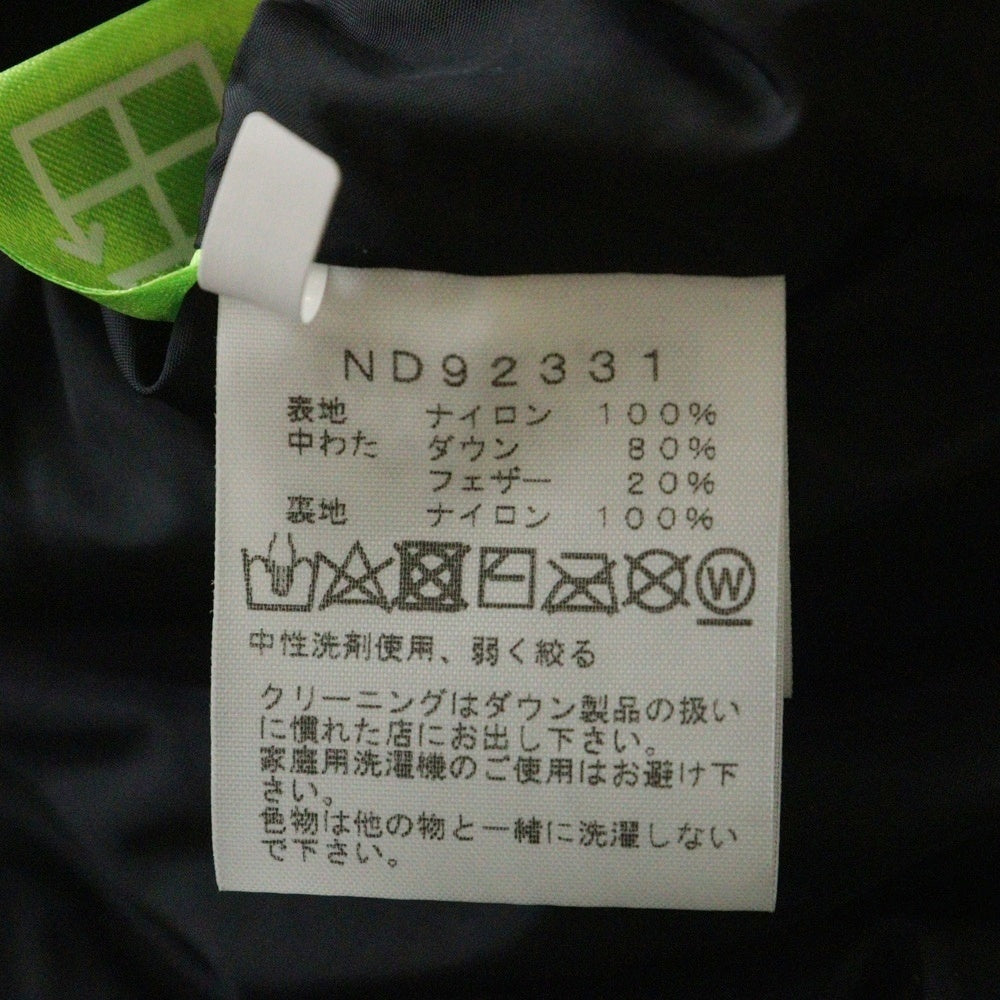 ND92331
表地 ナイロン 100%
中わた ダウン 80%
フェザー 20%
裏地 ナイロン 100%
W
中性洗剤使用、弱く絞る
クリーニングはダウン製品の扱い
に慣れた店にお出し下さい。
家庭用洗濯機のご使用はお避け下
さい。
色物は他の物と一緒に洗濯しない
で下さい。